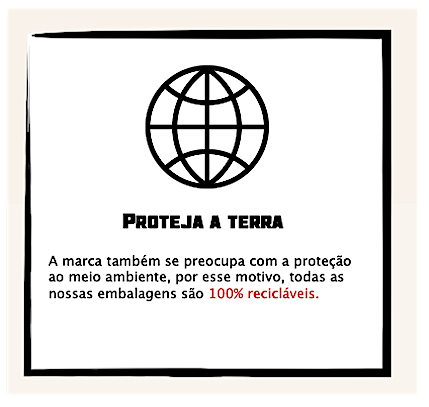 Proteja a terra
A marca também se preocupa com a proteção
ao meio ambiente, por esse motivo, todas as
nossas embalagens são 100% recicláveis.